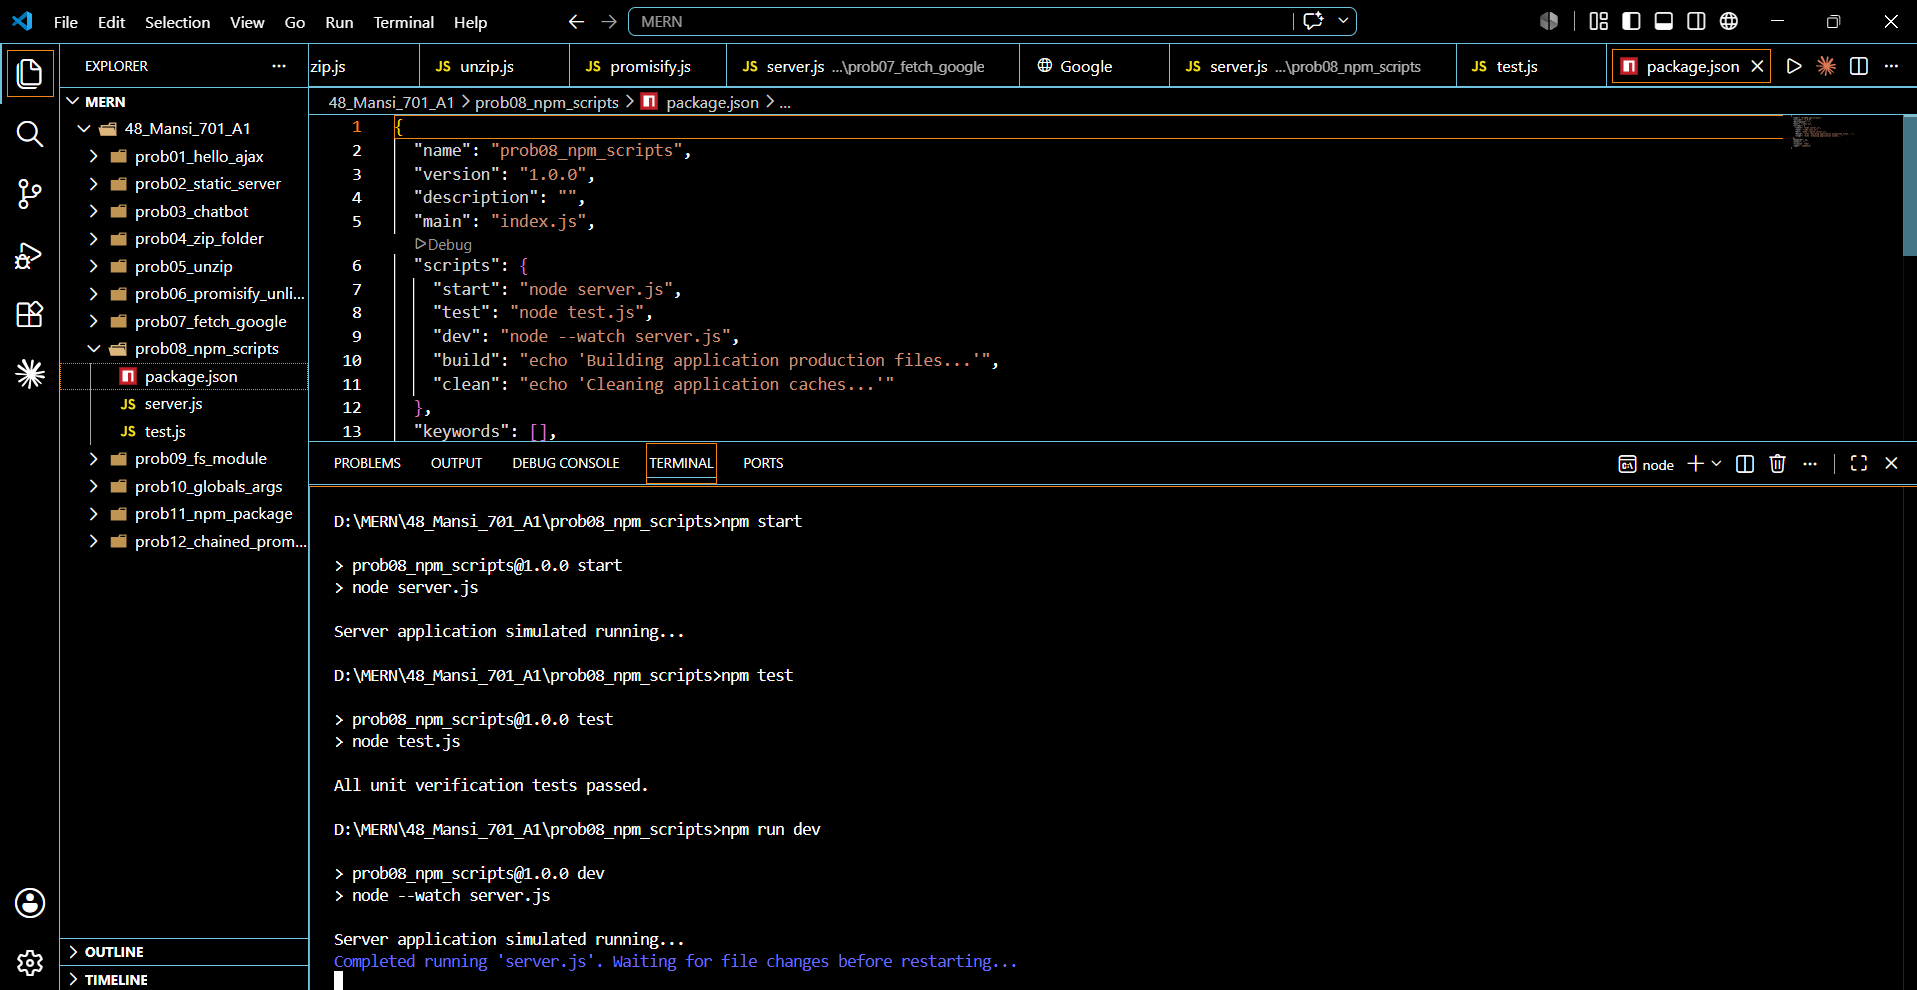 File Edit Selection View Go Run Terminal Help
MERN
EXPLORER
zip.js
JS unzip.js
JS promisify.js
JS server.js ...\prob07_fetch_google
Google
JS server.js ...\prob08_npm_scripts
JS test.js
package.json
MERN
48_Mansi_701_A1
prob01_hello_ajax
prob02_static_server
prob03_chatbot
prob04_zip_folder
prob05_unzip
prob06_promisify_unli...
prob07_fetch_google
prob08_npm_scripts
package.json
JS server.js
JS test.js
prob09_fs_module
prob10_globals_args
prob11_npm_package
prob12_chained_prom...
OUTLINE
TIMELINE
48_Mansi_701_A1 > prob08_npm_scripts > package.json > ...
1 {
2 "name": "prob08_npm_scripts",
3 "version": "1.0.0",
4 "description": "",
5 "main": "index.js",
Debug
6 "scripts": {
7 "start": "node server.js",
8 "test": "node test.js",
9 "dev": "node --watch server.js",
10 "build": "echo 'Building application production files...'",
11 "clean": "echo 'Cleaning application caches...'"
12 },
13 "keywords": [],
PROBLEMS OUTPUT DEBUG CONSOLE TERMINAL PORTS
node
D:\MERN\48_Mansi_701_A1\prob08_npm_scripts>npm start
> prob08_npm_scripts@1.0.0 start
> node server.js
Server application simulated running...
D:\MERN\48_Mansi_701_A1\prob08_npm_scripts>npm test
> prob08_npm_scripts@1.0.0 test
> node test.js
All unit verification tests passed.
D:\MERN\48_Mansi_701_A1\prob08_npm_scripts>npm run dev
> prob08_npm_scripts@1.0.0 dev
> node --watch server.js
Server application simulated running...
Completed running 'server.js'. Waiting for file changes before restarting...